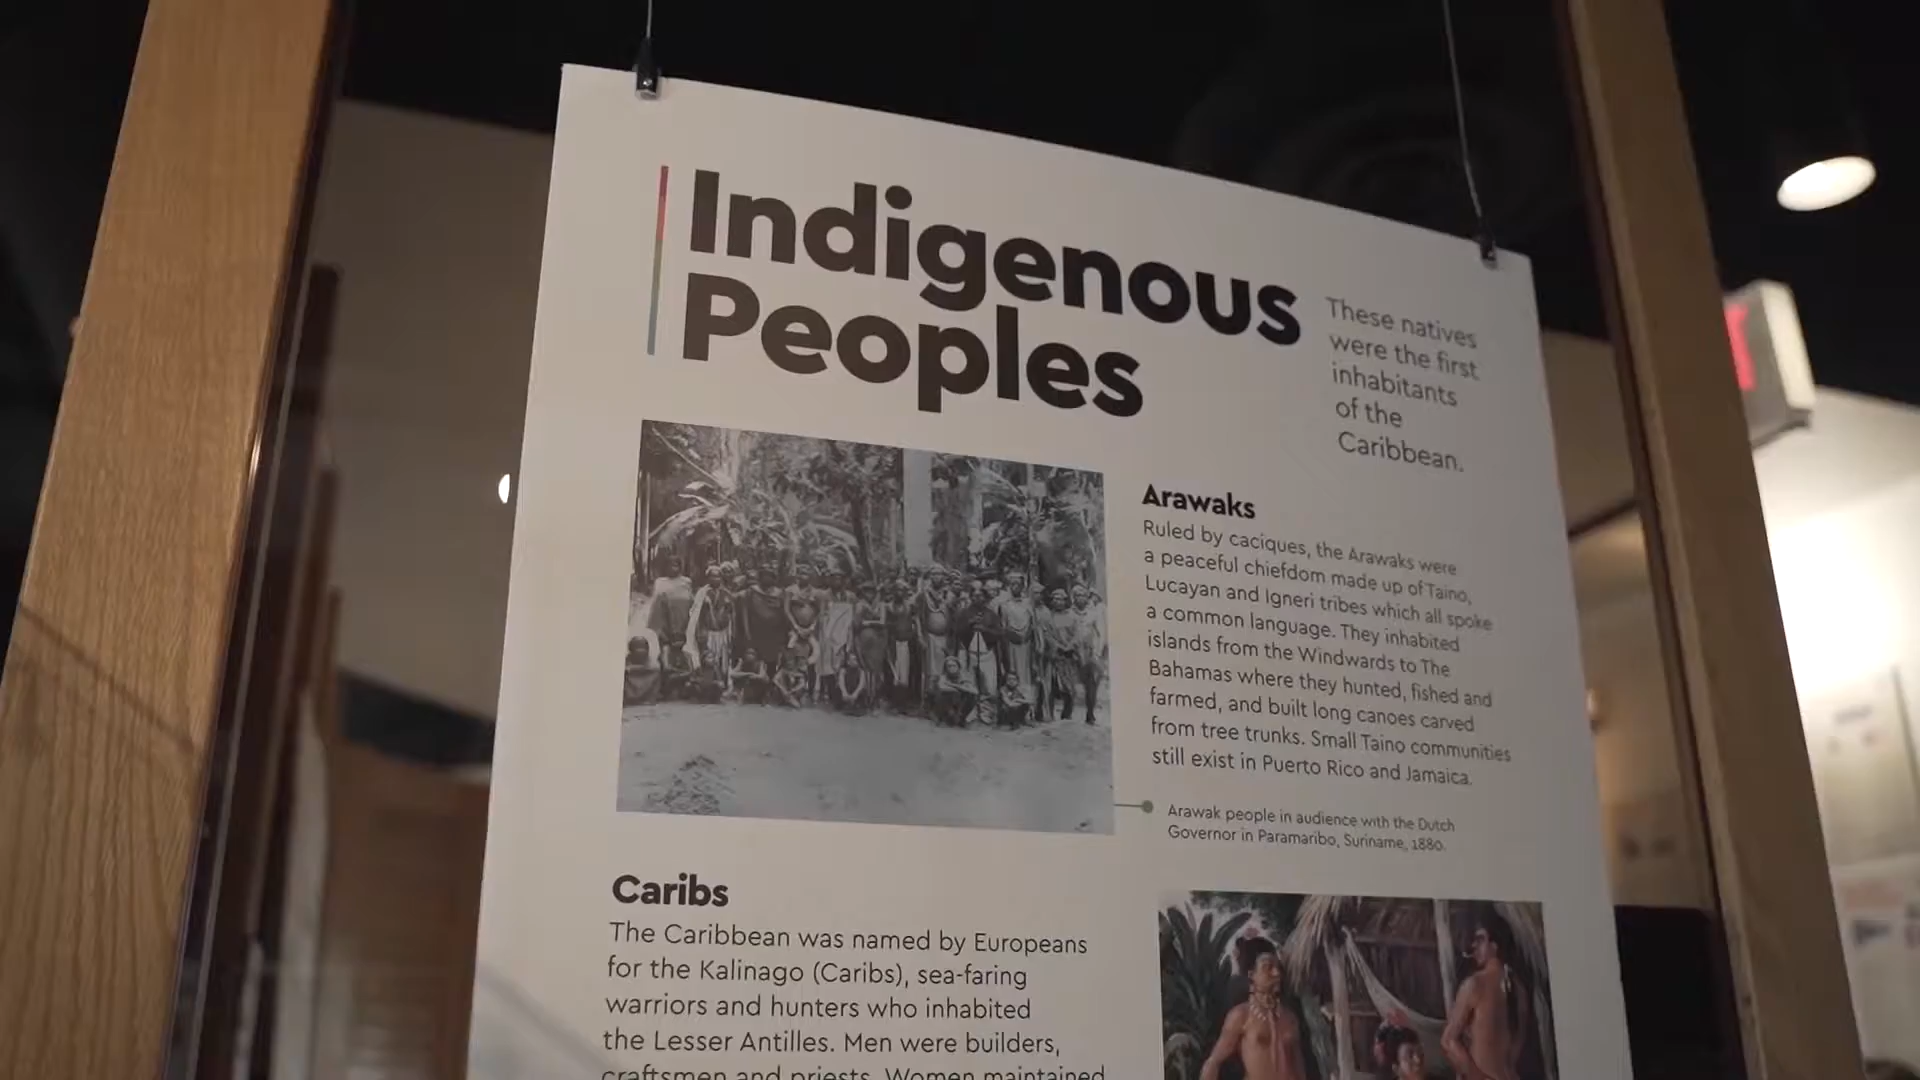 Indigenous
Peoples
These natives
were the first
inhabitants
of the
Caribbean.
Arawaks
Ruled by caciques, the Arawaks were
a peaceful chiefdom made up of Taino,
Lucayan and Igneri tribes which all spoke
a common language. They inhabited
islands from the Windwards to The
Bahamas where they hunted, fished and
farmed, and built long canoes carved
from tree trunks. Small Taino communities
still exist in Puerto Rico and Jamaica.
Arawak people in audience with the Dutch
Governor in Paramaribo, Suriname, 1880.
Caribs
The Caribbean was named by Europeans
for the Kalinago (Caribs), sea-faring
warriors and hunters who inhabited
the Lesser Antilles. Men were builders,
craftsmen and priests. Women maintained